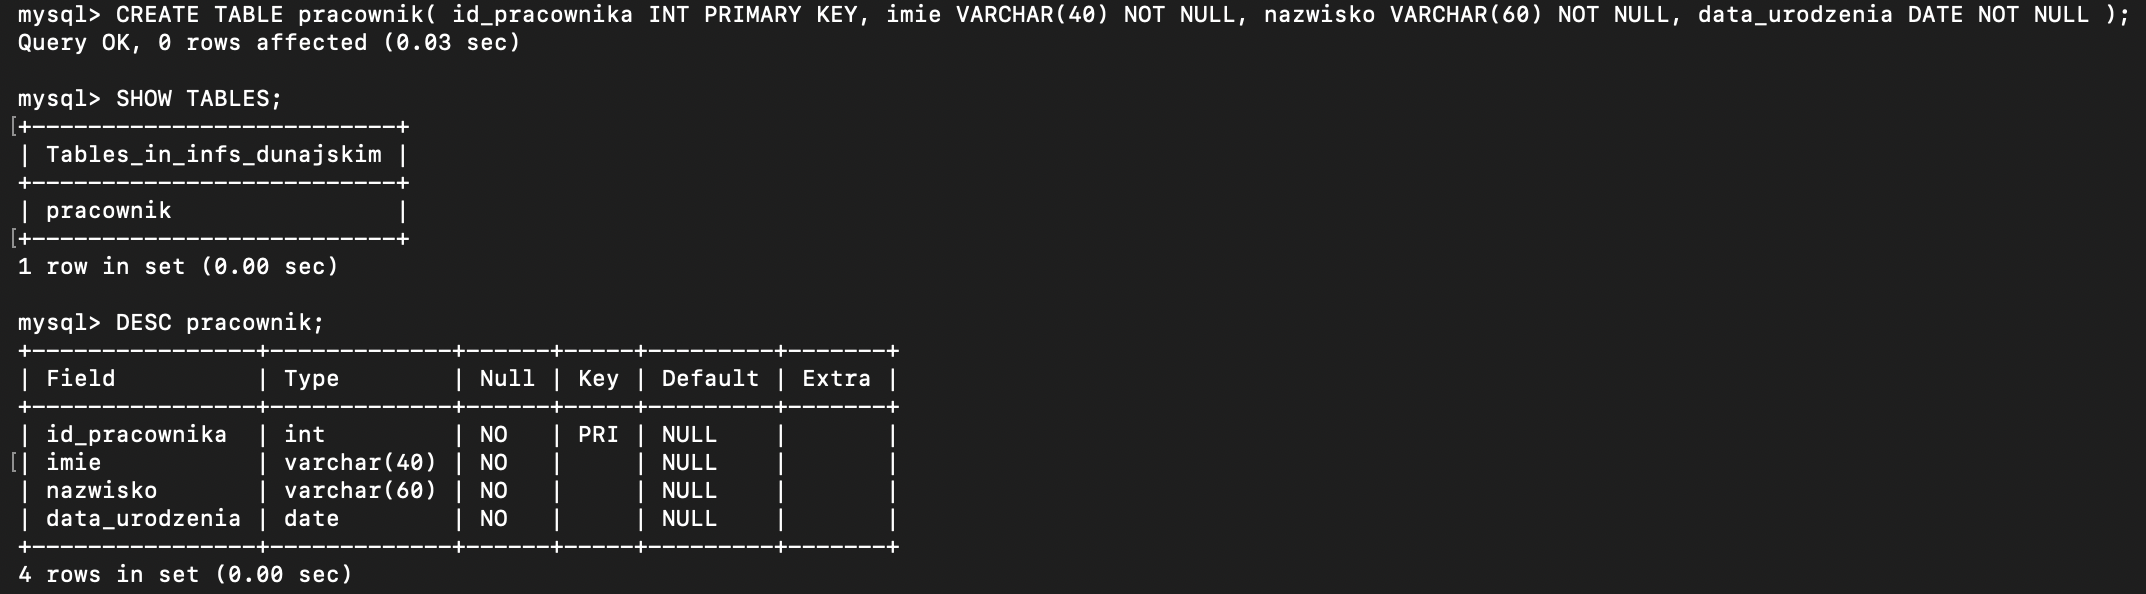 mysql> CREATE TABLE pracownik( id_pracownika INT PRIMARY KEY, imie VARCHAR(40) NOT NULL, nazwisko VARCHAR(60) NOT NULL, data_urodzenia DATE NOT NULL );
Query OK, 0 rows affected (0.03 sec)

mysql> SHOW TABLES;
[+--------------------------+
| Tables_in_infs_dunajskim |
+--------------------------+
| pracownik                |
[+--------------------------+
1 row in set (0.00 sec)

mysql> DESC pracownik;
+----------------+-------------+------+-----+---------+-------+
| Field          | Type        | Null | Key | Default | Extra |
+----------------+-------------+------+-----+---------+-------+
| id_pracownika  | int         | NO   | PRI | NULL    |       |
[| imie           | varchar(40) | NO   |     | NULL    |       |
| nazwisko       | varchar(60) | NO   |     | NULL    |       |
| data_urodzenia | date        | NO   |     | NULL    |       |
+----------------+-------------+------+-----+---------+-------+
4 rows in set (0.00 sec)